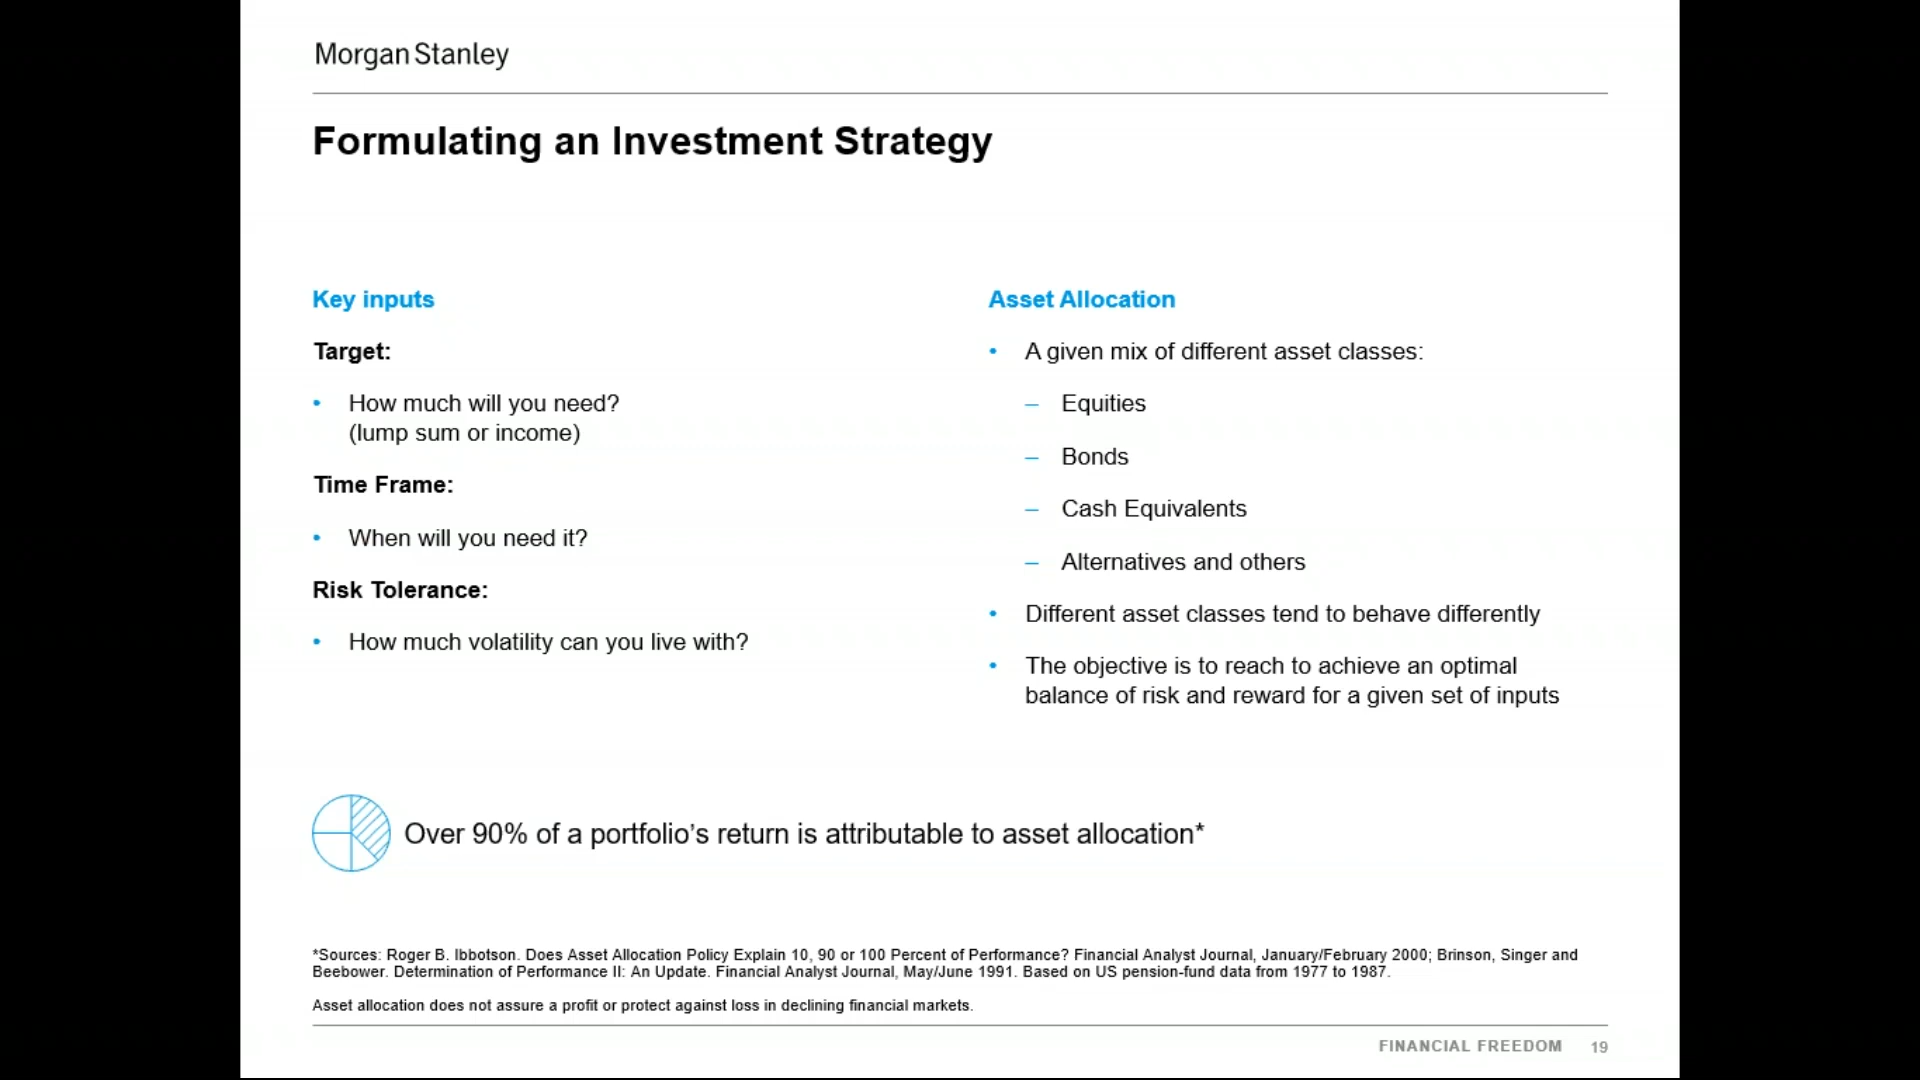 Morgan Stanley
Formulating an Investment Strategy
Key inputs
Target:
• How much will you need?
(lump sum or income)
Time Frame:
• When will you need it?
Risk Tolerance:
• How much volatility can you live with?
Asset Allocation
• A given mix of different asset classes:
– Equities
– Bonds
– Cash Equivalents
– Alternatives and others
• Different asset classes tend to behave differently
• The objective is to reach to achieve an optimal
balance of risk and reward for a given set of inputs
Over 90% of a portfolio’s return is attributable to asset allocation*
*Sources: Roger B. Ibbotson. Does Asset Allocation Policy Explain 10, 90 or 100 Percent of Performance? Financial Analyst Journal, January/February 2000; Brinson, Singer and
Beebower. Determination of Performance II: An Update. Financial Analyst Journal, May/June 1991. Based on US pension-fund data from 1977 to 1987.
Asset allocation does not assure a profit or protect against loss in declining financial markets.
FINANCIAL FREEDOM 19